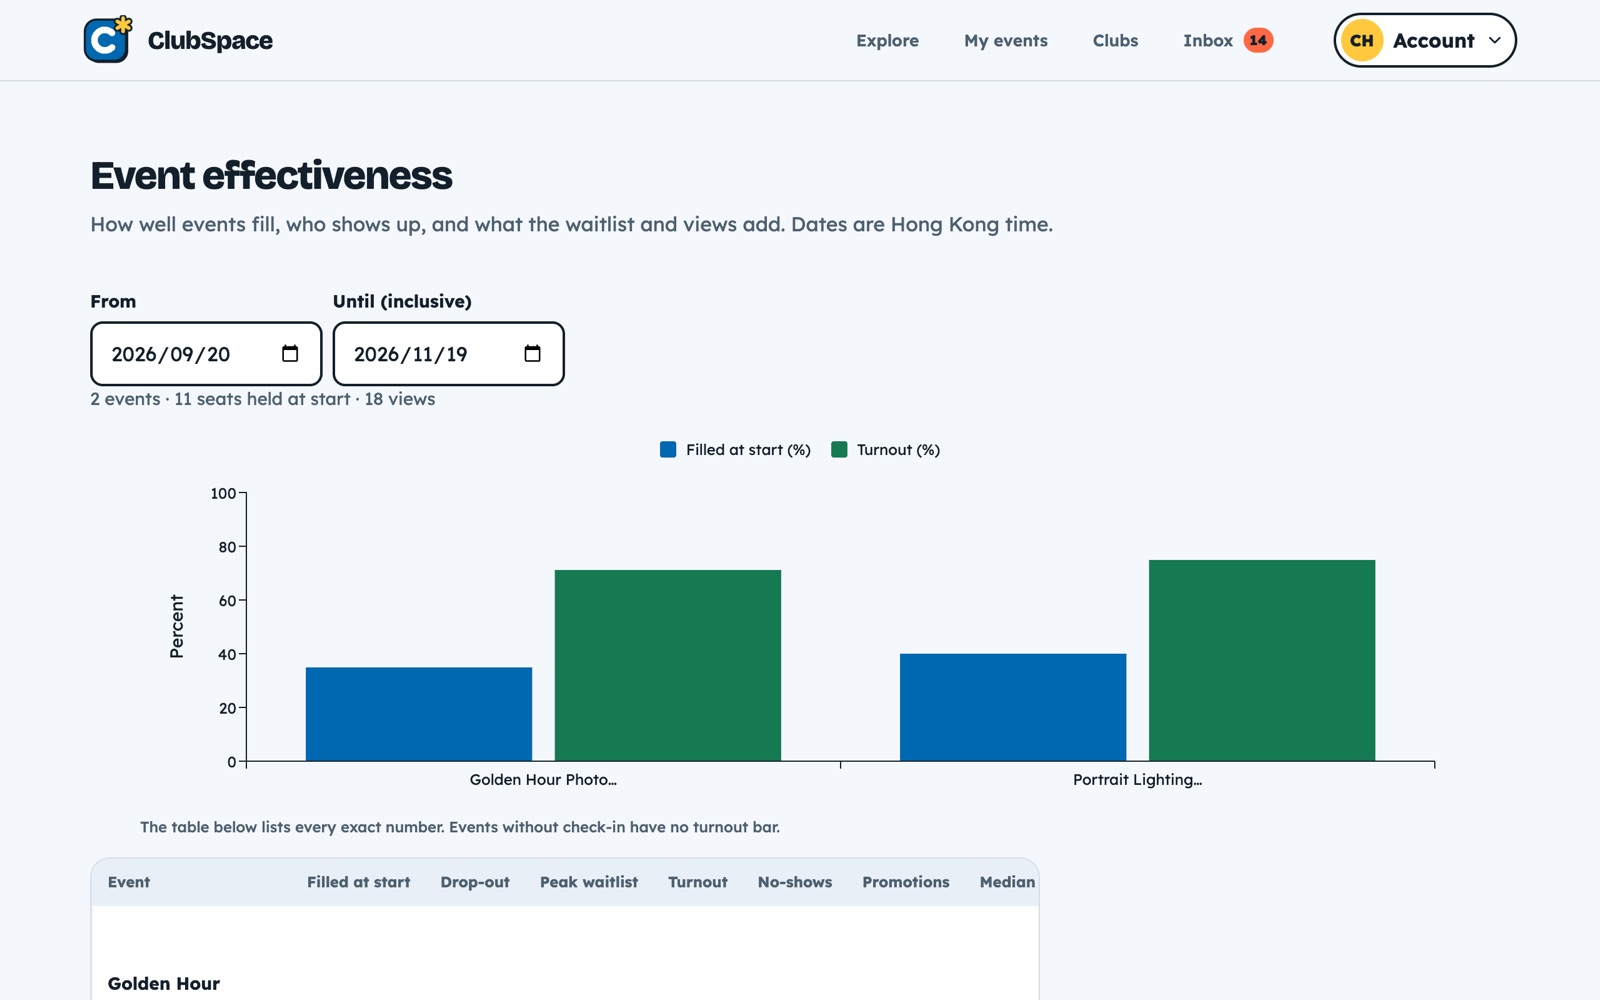 ClubSpace
Explore
My events
Clubs
Inbox 14
CH Account
Event effectiveness
How well events fill, who shows up, and what the waitlist and views add. Dates are Hong Kong time.
From
Until (inclusive)
2026/09/20
2026/11/19
2 events · 11 seats held at start · 18 views
Filled at start (%)
Turnout (%)
Percent
100
80
60
40
20
0
Golden Hour Photo...
Portrait Lighting...
The table below lists every exact number. Events without check-in have no turnout bar.
Event Filled at start Drop-out Peak waitlist Turnout No-shows Promotions Median
Golden Hour